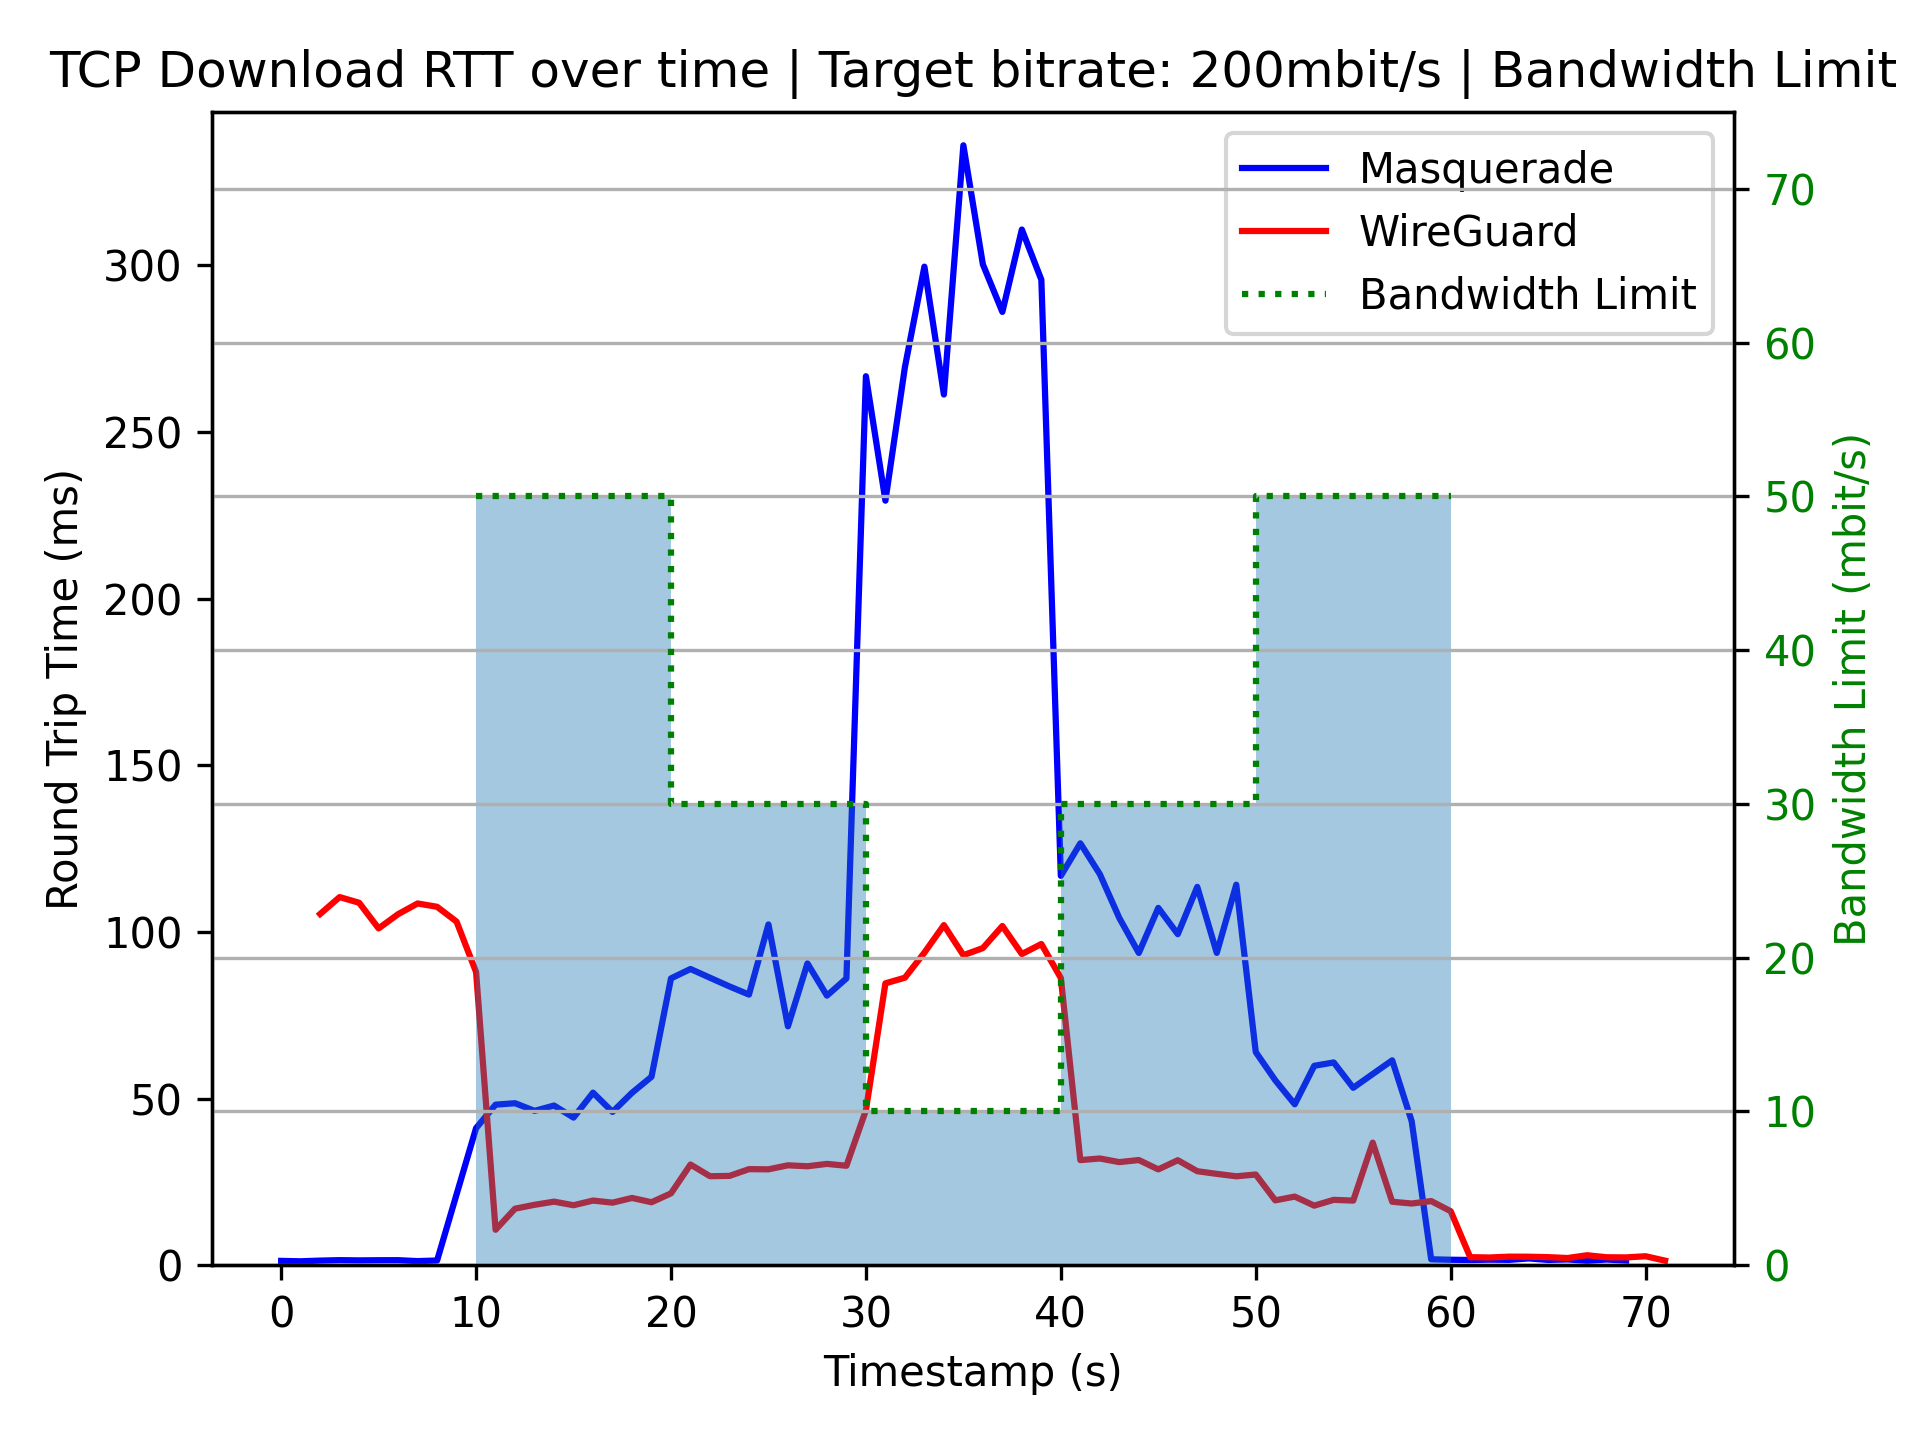 TCP Download RTT over time | Target bitrate: 200mbit/s | Bandwidth Limit
Masquerade
WireGuard
Bandwidth Limit
Round Trip Time (ms)
300
250
200
150
100
50
0
70
60
50
40
30
20
10
0
Bandwidth Limit (mbit/s)
0 10 20 30 40 50 60 70
Timestamp (s)